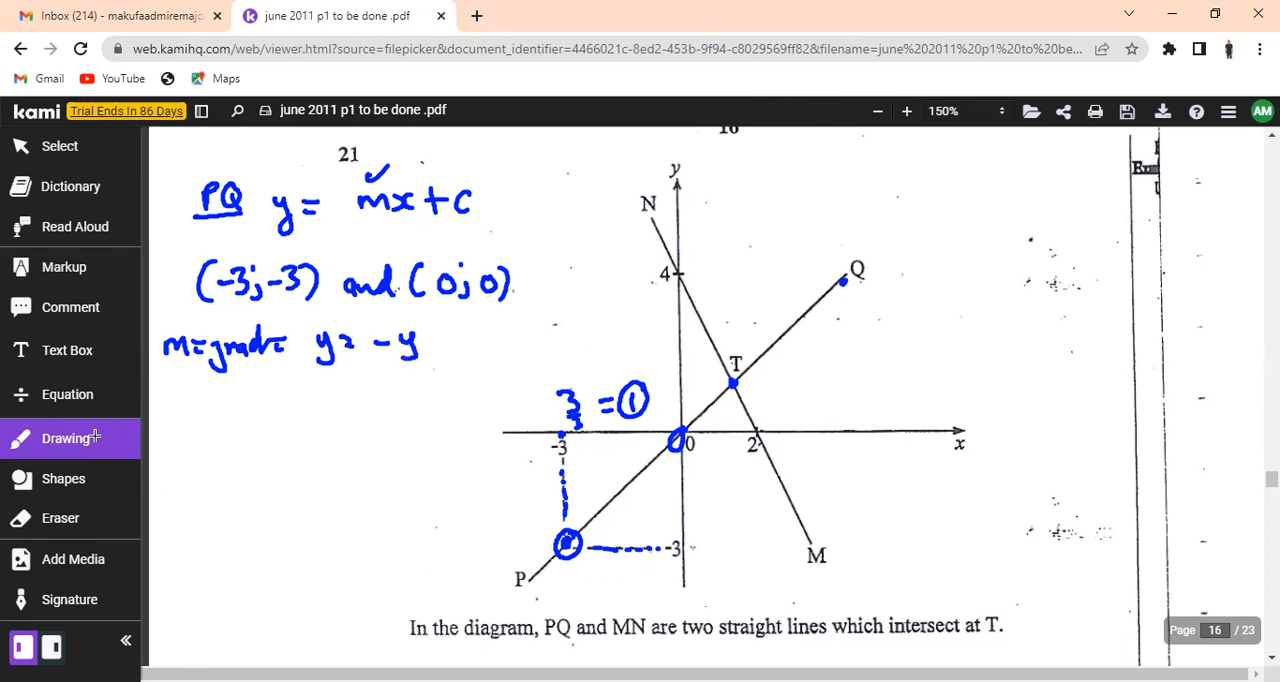 Inbox (214) - makufaadmiremajo
june 2011 p1 to be done .pdf
web.kamihq.com/web/viewer.html?source=filepicker&document_identifier=4466021c-8ed2-453b-9f94-c8029569ff82&filename=june%202011%20p1%20to%20be...
Gmail YouTube Maps
kami Trial Ends In 86 Days june 2011 p1 to be done .pdf 150% AM
Select
Dictionary
Read Aloud
Markup
Comment
Text Box
Equation
Drawing
Shapes
Eraser
Add Media
Signature
16
21
PQ y = mx + c
(-3; -3) and (0; 0)
m = grad = y = - y
3/3 = 1
y
N
4
Q
T
-3
0
2
x
-3
P
M
In the diagram, PQ and MN are two straight lines which intersect at T.
Page 16 / 23